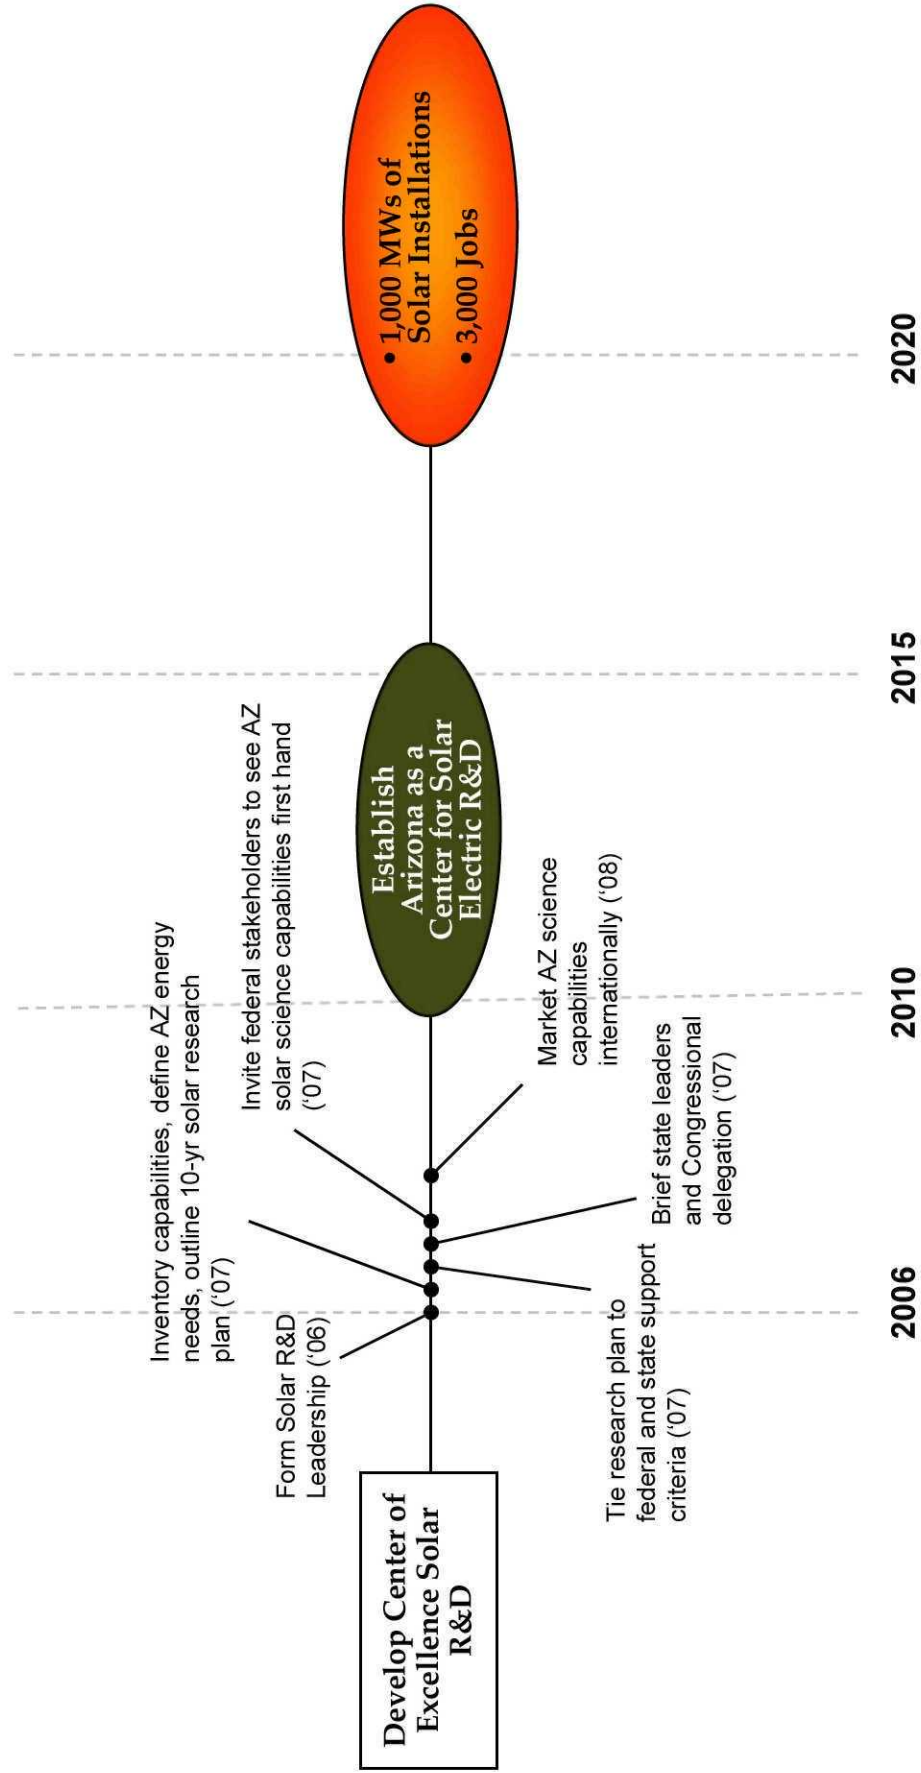 Develop Center of
Excellence Solar
R&D
Form Solar R&D
Leadership (‘06)
Inventory capabilities, define AZ energy
needs, outline 10-yr solar research
plan (‘07)
Invite federal stakeholders to see AZ
solar science capabilities first hand
(‘07)
Tie research plan to
federal and state support
criteria (‘07)
Brief state leaders
and Congressional
delegation (‘07)
Market AZ science
capabilities
internationally (‘08)
Establish
Arizona as a
Center for Solar
Electric R&D
• 1,000 MWs of
Solar Installations
• 3,000 Jobs
2006
2010
2015
2020